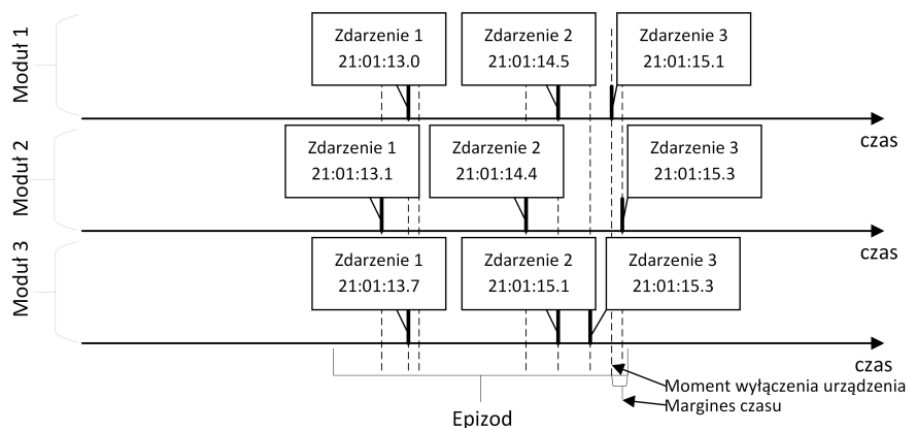 Moduł 1
Zdarzenie 1
21:01:13.0
Zdarzenie 2
21:01:14.5
Zdarzenie 3
21:01:15.1
czas
Moduł 2
Zdarzenie 1
21:01:13.1
Zdarzenie 2
21:01:14.4
Zdarzenie 3
21:01:15.3
czas
Moduł 3
Zdarzenie 1
21:01:13.7
Zdarzenie 2
21:01:15.1
Zdarzenie 3
21:01:15.3
czas
Moment wyłączenia urządzenia
Margines czasu
Epizod